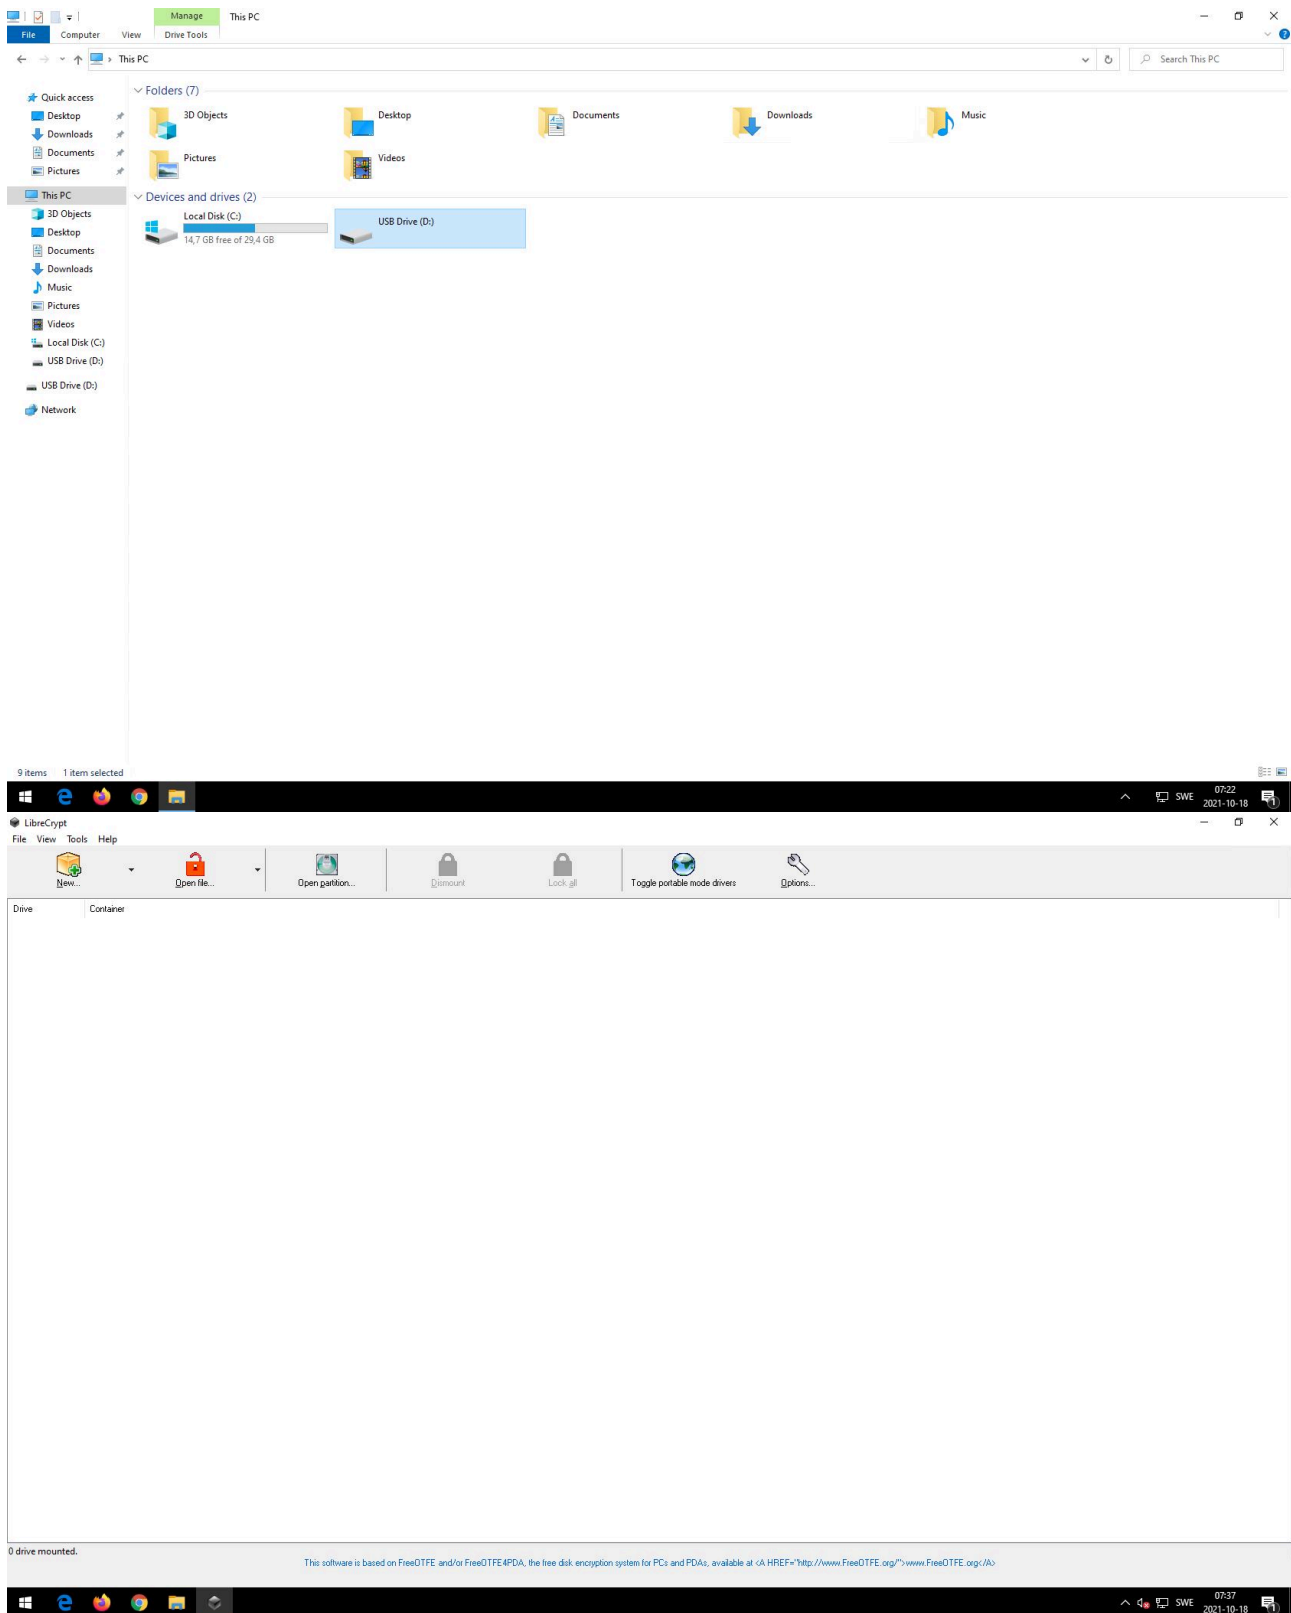 Manage This PC
File Computer View Drive Tools
This PC Search This PC
Quick access
Desktop
Downloads
Documents
Pictures
This PC
3D Objects
Desktop
Documents
Downloads
Music
Pictures
Videos
Local Disk (C:)
USB Drive (D:)
USB Drive (D:)
Network
Folders (7)
3D Objects Desktop Documents Downloads Music
Pictures Videos
Devices and drives (2)
Local Disk (C:)
14,7 GB free of 29,4 GB
USB Drive (D:)
9 items 1 item selected
SWE 07:22
2021-10-18
1
LibreCrypt
File View Tools Help
New... Open file... Open partition... Dismount Lock all Toggle portable mode drivers Options...
Drive Container
0 drive mounted.
This software is based on FreeOTFE and/or FreeOTFE4PDA, the free disk encryption system for PCs and PDAs, available at <A HREF="http://www.FreeOTFE.org/">www.FreeOTFE.org</A>
SWE 07:37
2021-10-18
1